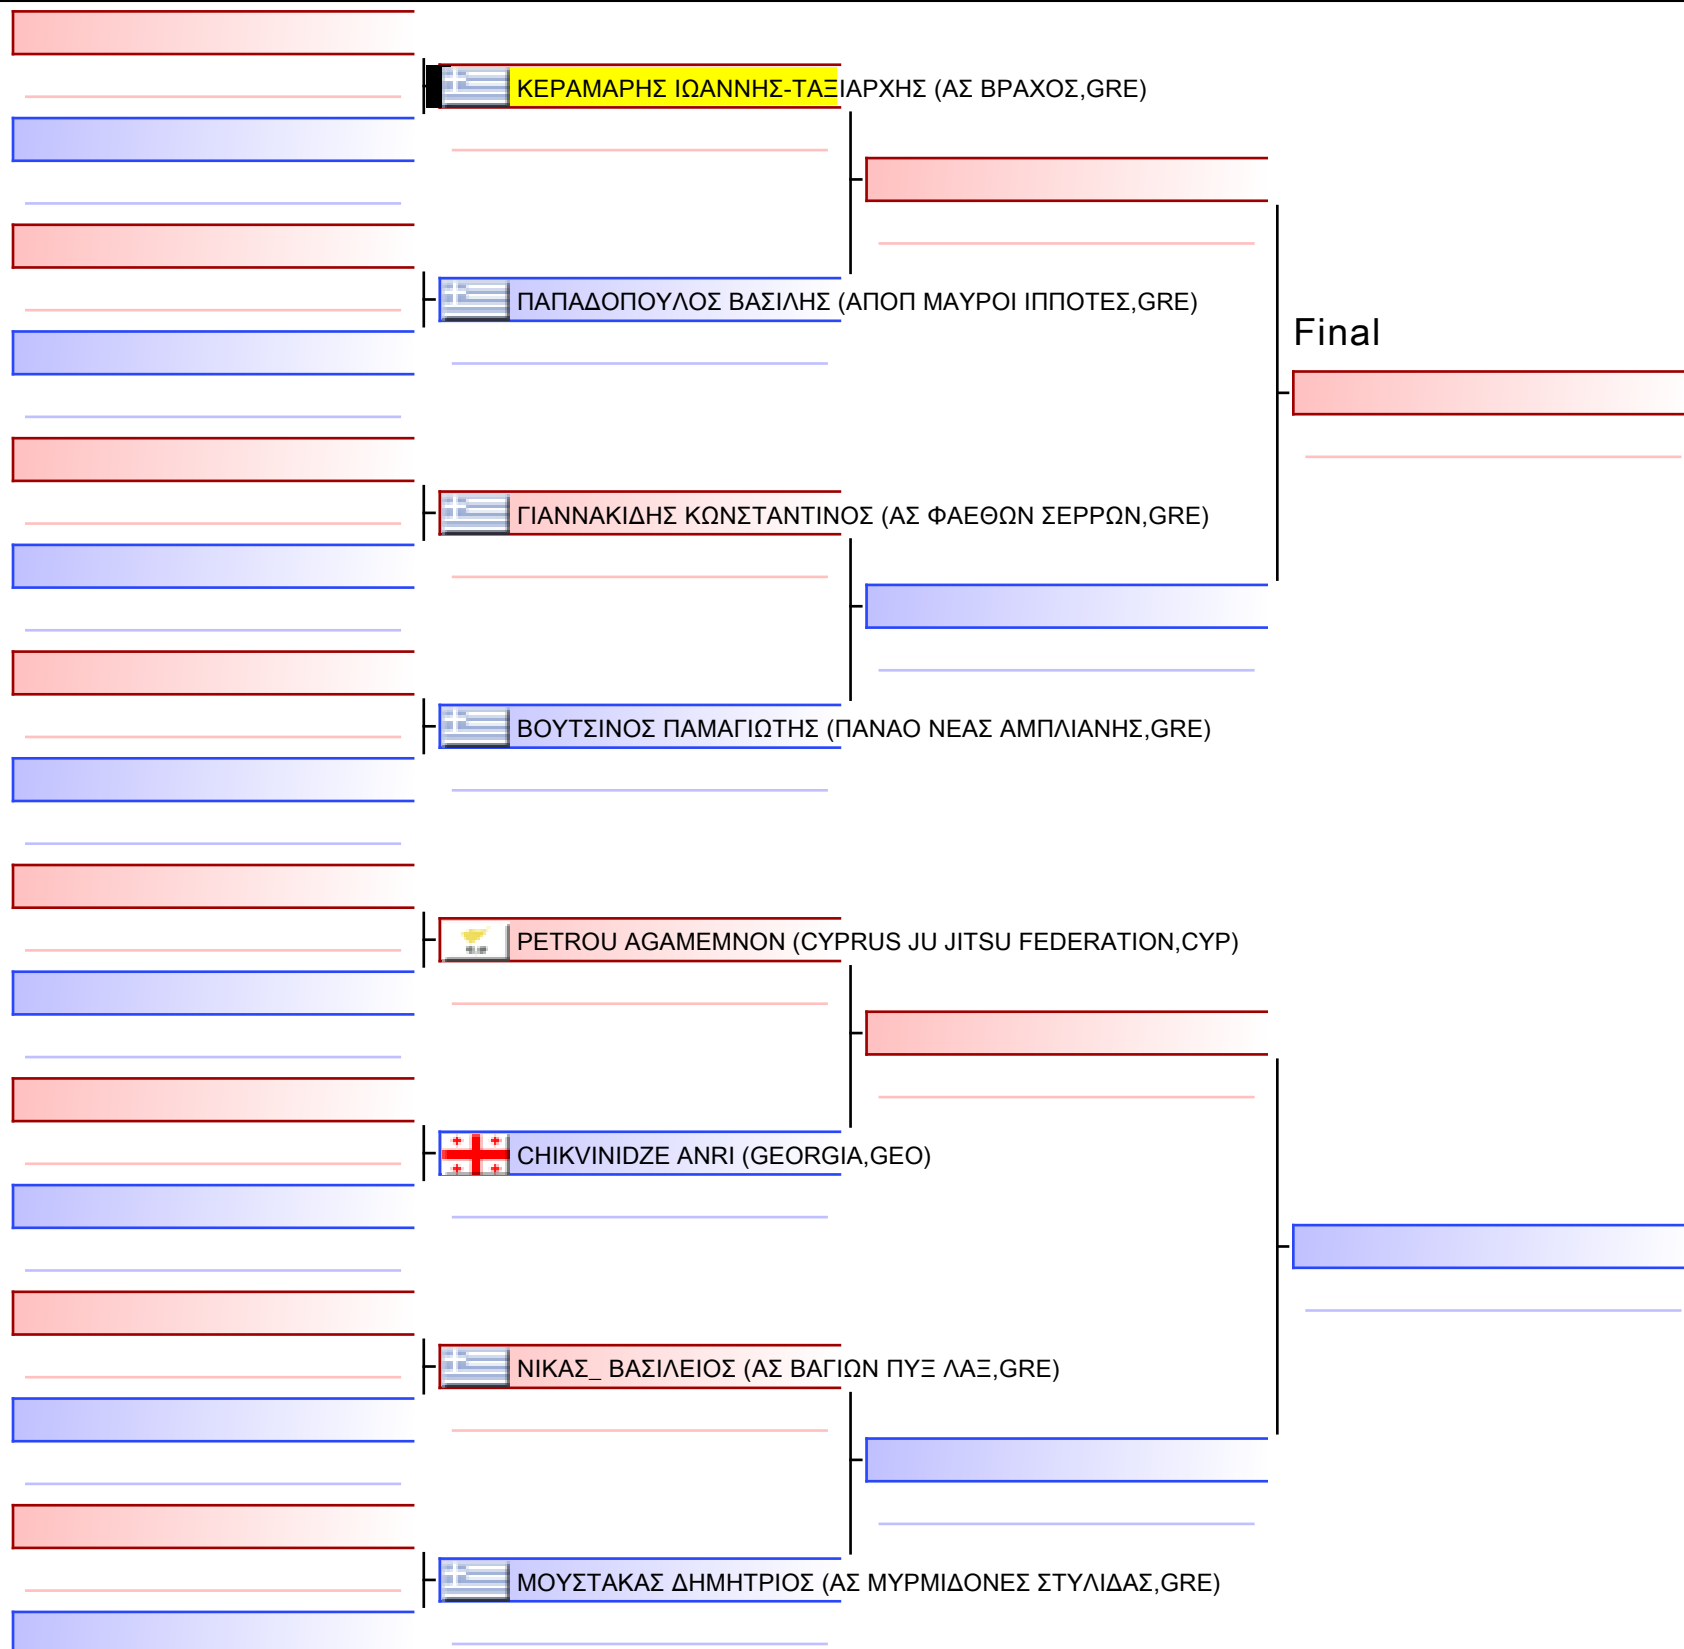 ΚΕΡΑΜΑΡΗΣ ΙΩΑΝΝΗΣ-ΤΑΞΙΑΡΧΗΣ (ΑΣ ΒΡΑΧΟΣ,GRE)
ΠΑΠΑΔΟΠΟΥΛΟΣ ΒΑΣΙΛΗΣ (ΑΠΟΠ ΜΑΥΡΟΙ ΙΠΠΟΤΕΣ,GRE)
Final
ΓΙΑΝΝΑΚΙΔΗΣ ΚΩΝΣΤΑΝΤΙΝΟΣ (ΑΣ ΦΑΕΘΩΝ ΣΕΡΡΩΝ,GRE)
ΒΟΥΤΣΙΝΟΣ ΠΑΜΑΓΙΩΤΗΣ (ΠΑΝΑΟ ΝΕΑΣ ΑΜΠΛΙΑΝΗΣ,GRE)
PETROU AGAMEMNON (CYPRUS JU JITSU FEDERATION,CYP)
CHIKVINIDZE ANRI (GEORGIA,GEO)
ΝΙΚΑΣ_ ΒΑΣΙΛΕΙΟΣ (ΑΣ ΒΑΓΙΩΝ ΠΥΞ ΛΑΞ,GRE)
ΜΟΥΣΤΑΚΑΣ ΔΗΜΗΤΡΙΟΣ (ΑΣ ΜΥΡΜΙΔΟΝΕΣ ΣΤΥΛΙΔΑΣ,GRE)